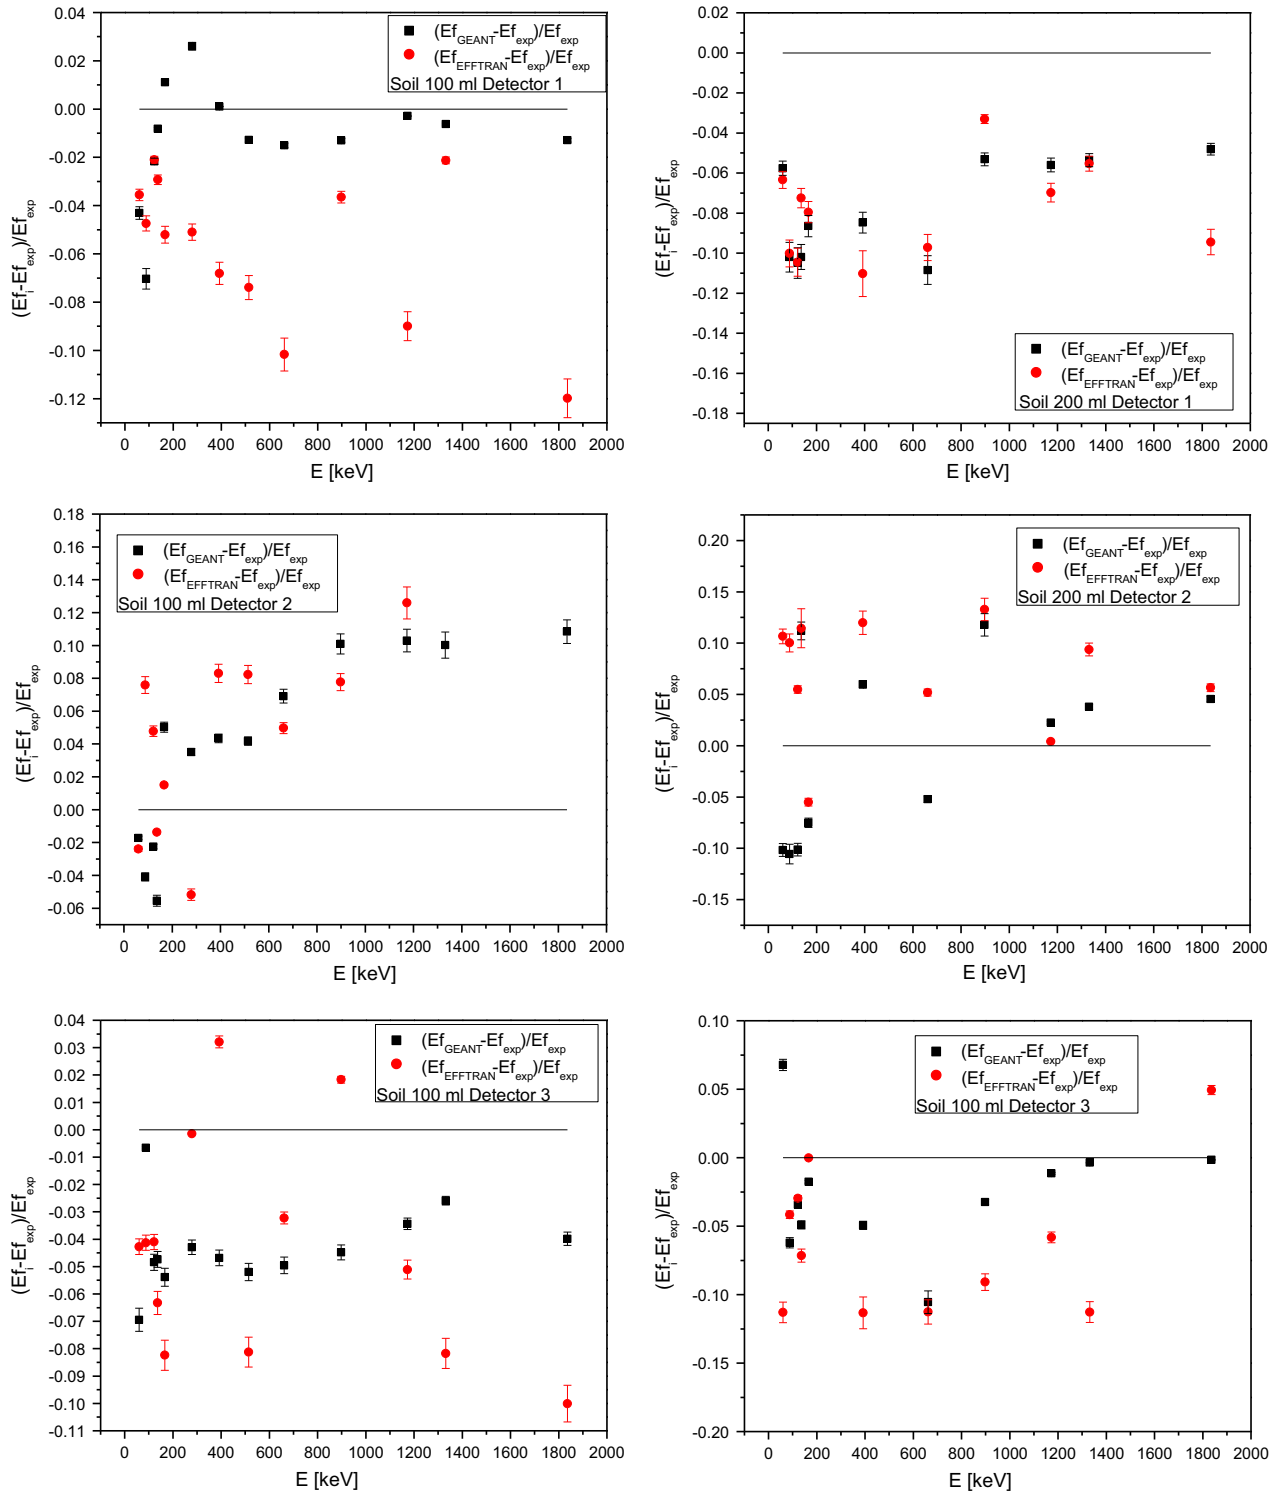 0.04
0.02
0.00
-0.02
-0.04
-0.06
-0.08
-0.10
-0.12
(Ef_i-Ef_exp)/Ef_exp
(Ef_GEANT-Ef_exp)/Ef_exp
(Ef_EFFTRAN-Ef_exp)/Ef_exp
Soil 100 ml Detector 1
0 200 400 600 800 1000 1200 1400 1600 1800 2000
E [keV]
0.02
0.00
-0.02
-0.04
-0.06
-0.08
-0.10
-0.12
-0.14
-0.16
-0.18
(Ef_i-Ef_exp)/Ef_exp
(Ef_GEANT-Ef_exp)/Ef_exp
(Ef_EFFTRAN-Ef_exp)/Ef_exp
Soil 200 ml Detector 1
0 200 400 600 800 1000 1200 1400 1600 1800 2000
E [keV]
0.18
0.16
0.14
0.12
0.10
0.08
0.06
0.04
0.02
0.00
-0.02
-0.04
-0.06
(Ef_i-Ef_exp)/Ef_exp
(Ef_GEANT-Ef_exp)/Ef_exp
(Ef_EFFTRAN-Ef_exp)/Ef_exp
Soil 100 ml Detector 2
0 200 400 600 800 1000 1200 1400 1600 1800 2000
E [keV]
0.20
0.15
0.10
0.05
0.00
-0.05
-0.10
-0.15
(Ef_i-Ef_exp)/Ef_exp
(Ef_GEANT-Ef_exp)/Ef_exp
(Ef_EFFTRAN-Ef_exp)/Ef_exp
Soil 200 ml Detector 2
0 200 400 600 800 1000 1200 1400 1600 1800 2000
E [keV]
0.04
0.03
0.02
0.01
0.00
-0.01
-0.02
-0.03
-0.04
-0.05
-0.06
-0.07
-0.08
-0.09
-0.10
-0.11
(Ef_i-Ef_exp)/Ef_exp
(Ef_GEANT-Ef_exp)/Ef_exp
(Ef_EFFTRAN-Ef_exp)/Ef_exp
Soil 100 ml Detector 3
0 200 400 600 800 1000 1200 1400 1600 1800 2000
E [keV]
0.10
0.05
0.00
-0.05
-0.10
-0.15
-0.20
(Ef_i-Ef_exp)/Ef_exp
(Ef_GEANT-Ef_exp)/Ef_exp
(Ef_EFFTRAN-Ef_exp)/Ef_exp
Soil 100 ml Detector 3
0 200 400 600 800 1000 1200 1400 1600 1800 2000
E [keV]